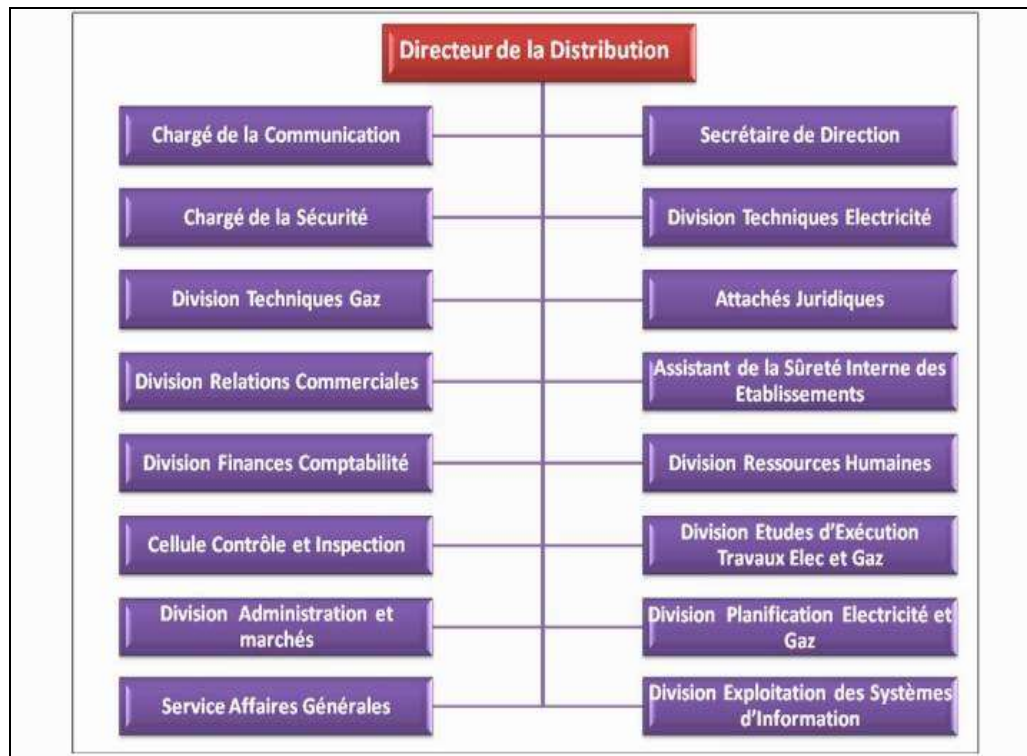 Directeur de la Distribution
Chargé de la Communication
Secrétaire de Direction
Chargé de la Sécurité
Division Techniques Electricité
Division Techniques Gaz
Attachés Juridiques
Division Relations Commerciales
Assistant de la Sûreté Interne des
Etablissements
Division Finances Comptabilité
Division Ressources Humaines
Cellule Contrôle et Inspection
Division Etudes d'Exécution
Travaux Elec et Gaz
Division Administration et
marchés
Division Planification Electricité et
Gaz
Service Affaires Générales
Division Exploitation des Systèmes
d'Information